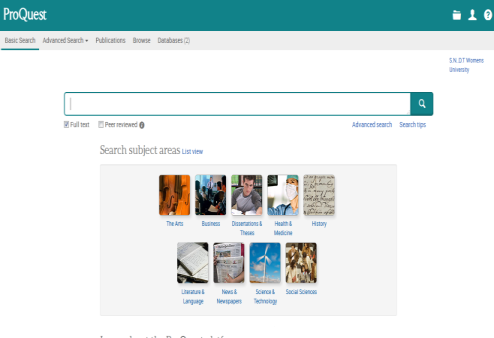 ProQuest
Basic Search Advanced Search Publications Browse Databases (2)
S.N.D.T Womens
University
Full text Peer reviewed
Advanced search Search tips
Search subject areas List view
The Arts Business Dissertations & Health & History
Theses Medicine
Literature & News & Science & Social Sciences
Language Newspapers Technology